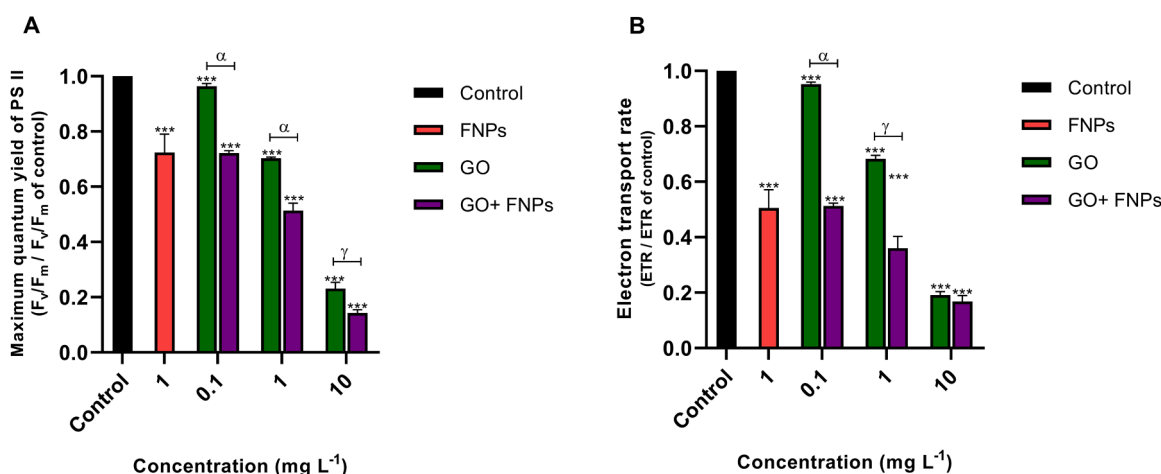 A
Maximum quantum yield of PS II
(Fv/Fm / Fv/Fm of control)
1.0
0.8
0.6
0.4
0.2
0.0
***
***
α
***
***
α
***
***
γ
***
Control
1
0.1
1
10
Concentration (mg L-1)
Control
FNPs
GO
GO+ FNPs
B
Electron transport rate
(ETR / ETR of control)
1.0
0.8
0.6
0.4
0.2
0.0
***
***
α
***
***
γ
***
***
***
Control
1
0.1
1
10
Concentration (mg L-1)
Control
FNPs
GO
GO+ FNPs